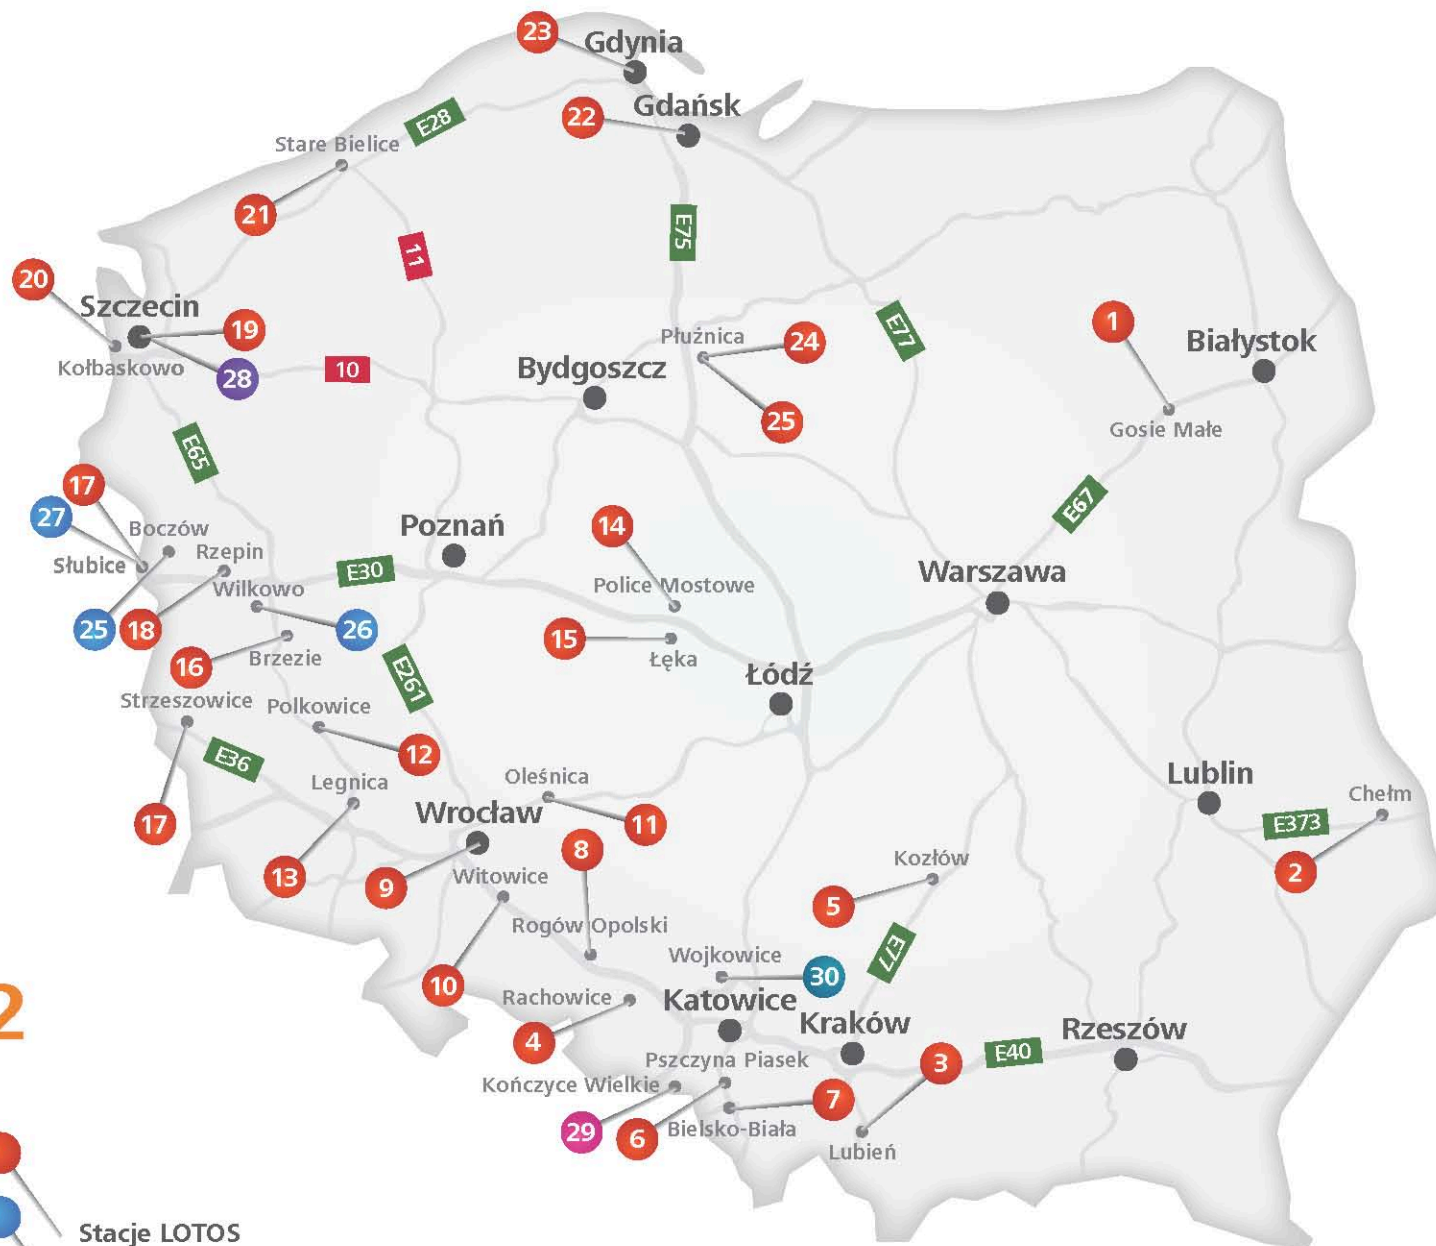 23
Gdynia
22
Gdańsk
E28
Stare Bielice
21
E75
11
20
Szczecin
19
Kołbaskowo
28
10
Płużnica
24
25
Bydgoszcz
E77
1
Białystok
Gosie Małe
E65
E67
17
27
Boczów
Słubice
Rzepin
Wilkowo
25
18
26
16
Brzezie
Poznań
E30
14
Police Mostowe
15
Łęka
Warszawa
Łódź
E261
Strzeszowice
Polkowice
12
E36
Legnica
17
13
Oleśnica
11
Wrocław
8
9
Witowice
Rogów Opolski
10
Lublin
Chełm
E373
2
Kozłów
5
E77
Wojkowice
30
Rachowice
4
Katowice
Kraków
Rzeszów
E40
3
Pszczyna Piasek
Kończyce Wielkie
7
29
6
Bielsko-Biała
Lubień
2
Stacje LOTOS